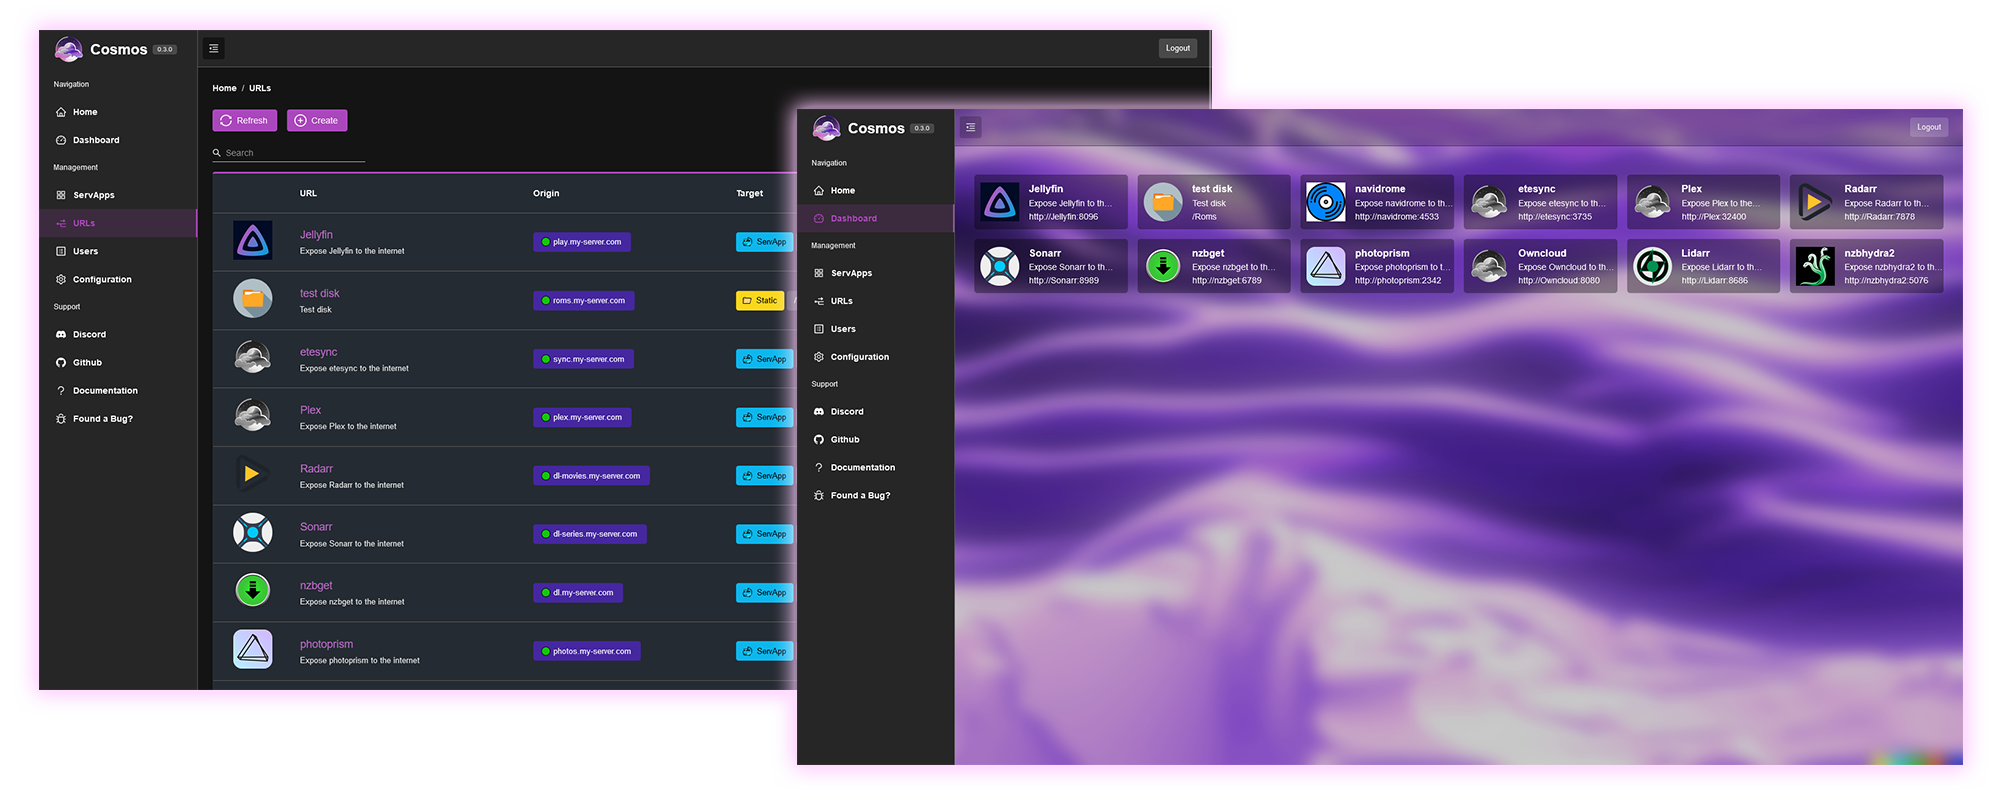 Cosmos 0.3.0
Logout
Navigation
Home
Dashboard
Management
ServApps
URLs
Users
Configuration
Support
Discord
Github
Documentation
Found a Bug?
Home / URLs
Refresh Create
Search
URL Origin Target
Jellyfin
Expose Jellyfin to the internet
play.my-server.com
ServApp
test disk
Test disk
roms.my-server.com
Static
etesync
Expose etesync to the internet
sync.my-server.com
ServApp
Plex
Expose Plex to the internet
plex.my-server.com
ServApp
Radarr
Expose Radarr to the internet
dl-movies.my-server.com
ServApp
Sonarr
Expose Sonarr to the internet
dl-series.my-server.com
ServApp
nzbget
Expose nzbget to the internet
dl.my-server.com
ServApp
photoprism
Expose photoprism to the internet
photos.my-server.com
ServApp
Cosmos 0.3.0
Logout
Navigation
Home
Dashboard
Management
ServApps
URLs
Users
Configuration
Support
Discord
Github
Documentation
Found a Bug?
Jellyfin
Expose Jellyfin to th...
http://Jellyfin:8096
test disk
Test disk
/Roms
navidrome
Expose navidrome to th...
http://navidrome:4533
etesync
Expose etesync to th...
http://etesync:3735
Plex
Expose Plex to the...
http://Plex:32400
Radarr
Expose Radarr to th...
http://Radarr:7878
Sonarr
Expose Sonarr to th...
http://Sonarr:8989
nzbget
Expose nzbget to th...
http://nzbget:6789
photoprism
Expose photoprism to t...
http://photoprism:2342
Owncloud
Expose Owncloud to th...
http://Owncloud:8080
Lidarr
Expose Lidarr to th...
http://Lidarr:8686
nzbhydra2
Expose nzbhydra2 to th...
http://nzbhydra2:5076